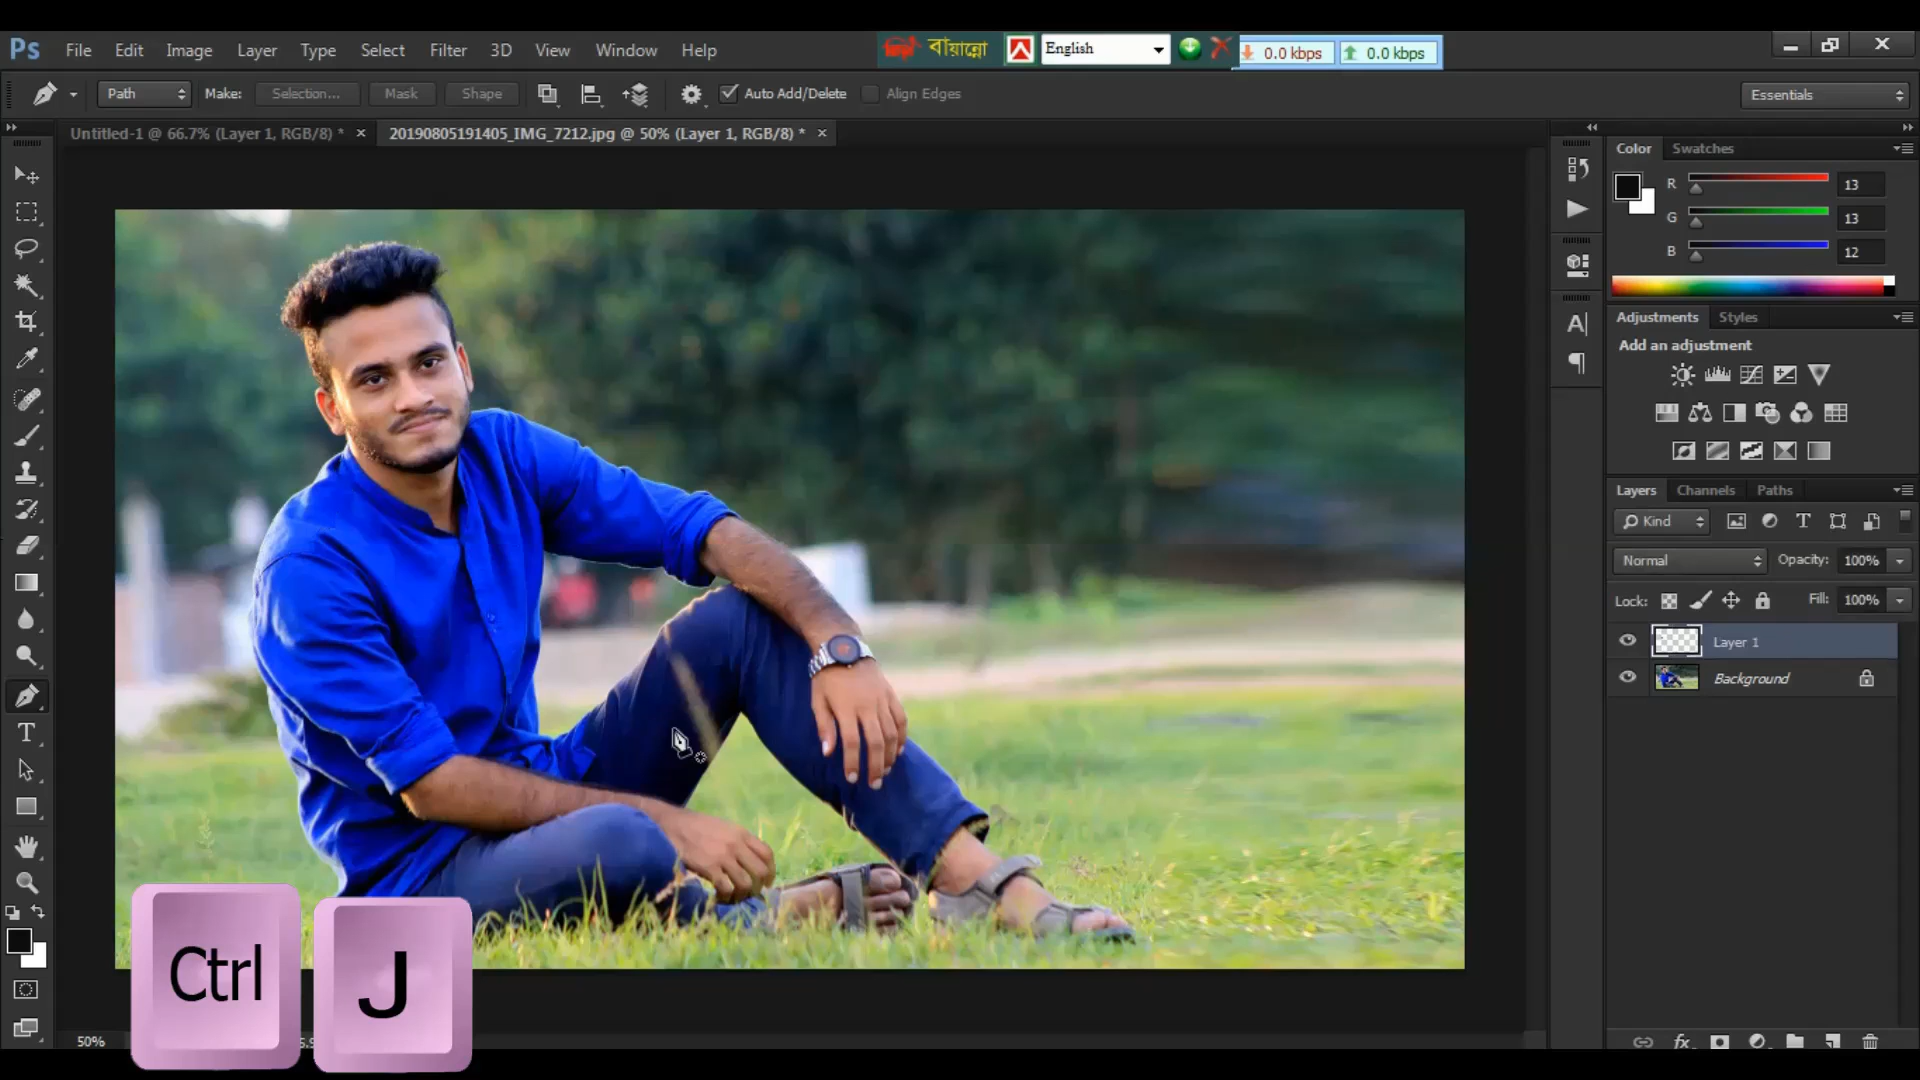 Ps File Edit Image Layer Type Select Filter 3D View Window Help
বায়ান্নো English 0.0 kbps 0.0 kbps
Path Make: Selection... Mask Shape Auto Add/Delete Align Edges Essentials
Untitled-1 @ 66.7% (Layer 1, RGB/8) * 20190805191405_IMG_7212.jpg @ 50% (Layer 1, RGB/8) *
Color Swatches
R 13
G 13
B 12
Adjustments Styles
Add an adjustment
Layers Channels Paths
Kind
Normal Opacity: 100%
Lock: Fill: 100%
Layer 1
Background
Ctrl J
50%
fx